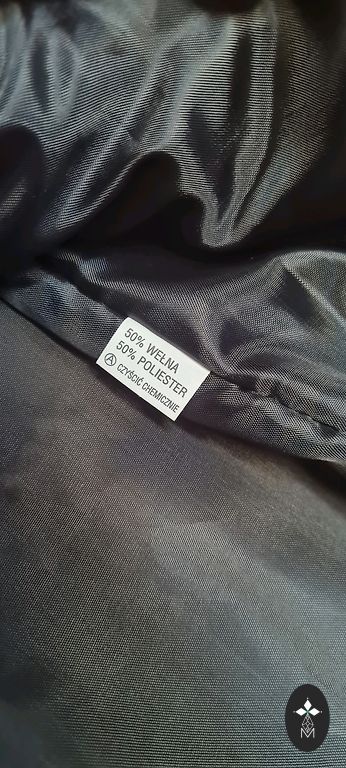 50% WEŁNA
50% POLIESTER
Ⓐ CZYŚCIĆ CHEMICZNIE
M